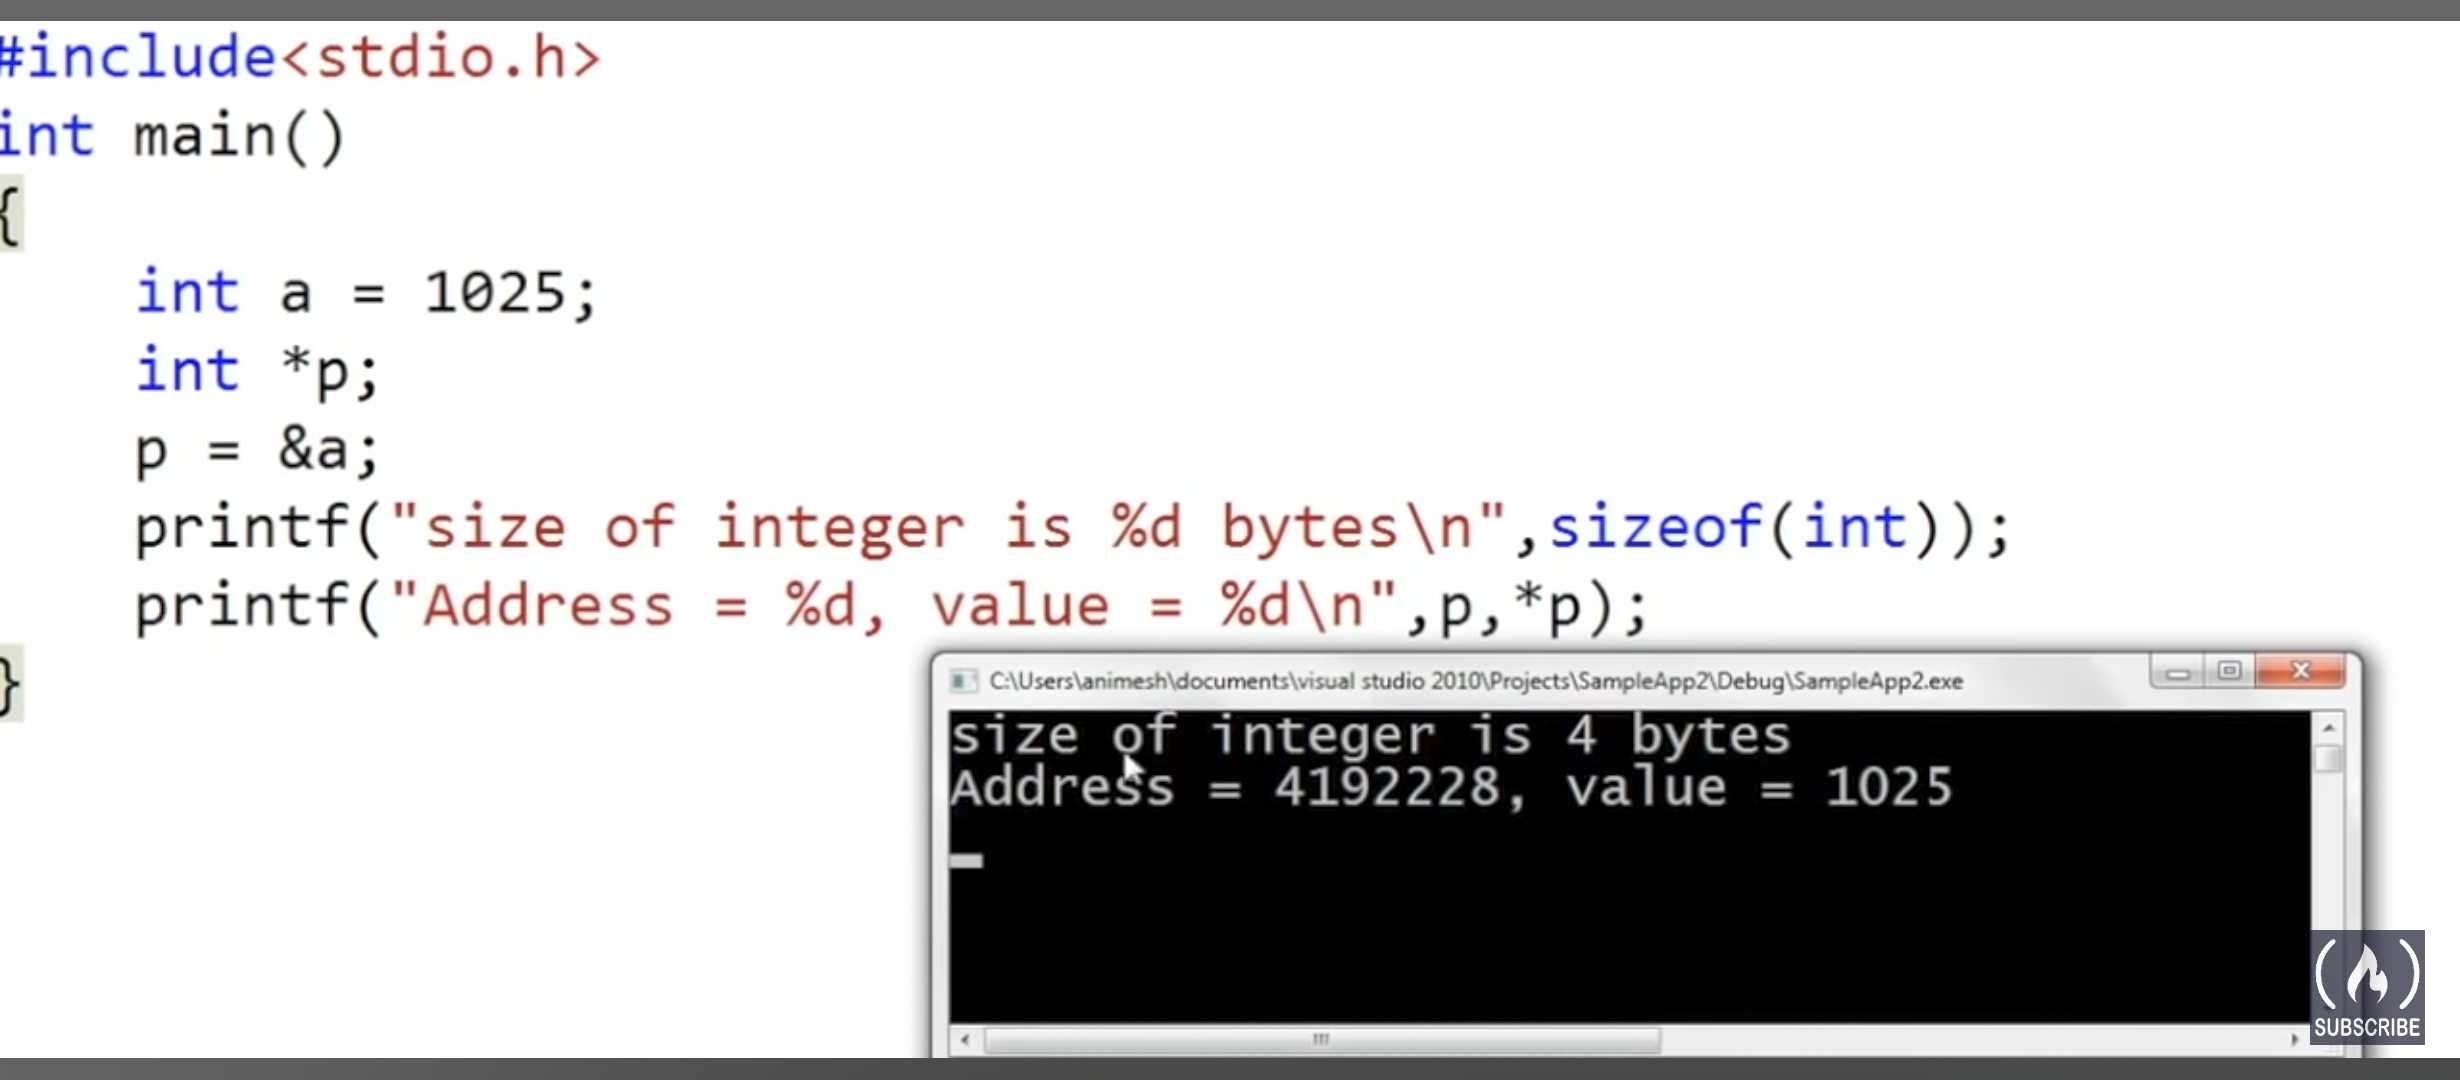 #include<stdio.h>
int main()
{
int a = 1025;
int *p;
p = &a;
printf("size of integer is %d bytes\n",sizeof(int));
printf("Address = %d, value = %d\n",p,*p);
}
C:\Users\animesh\documents\visual studio 2010\Projects\SampleApp2\Debug\SampleApp2.exe
size of integer is 4 bytes
Address = 4192228, value = 1025
SUBSCRIBE